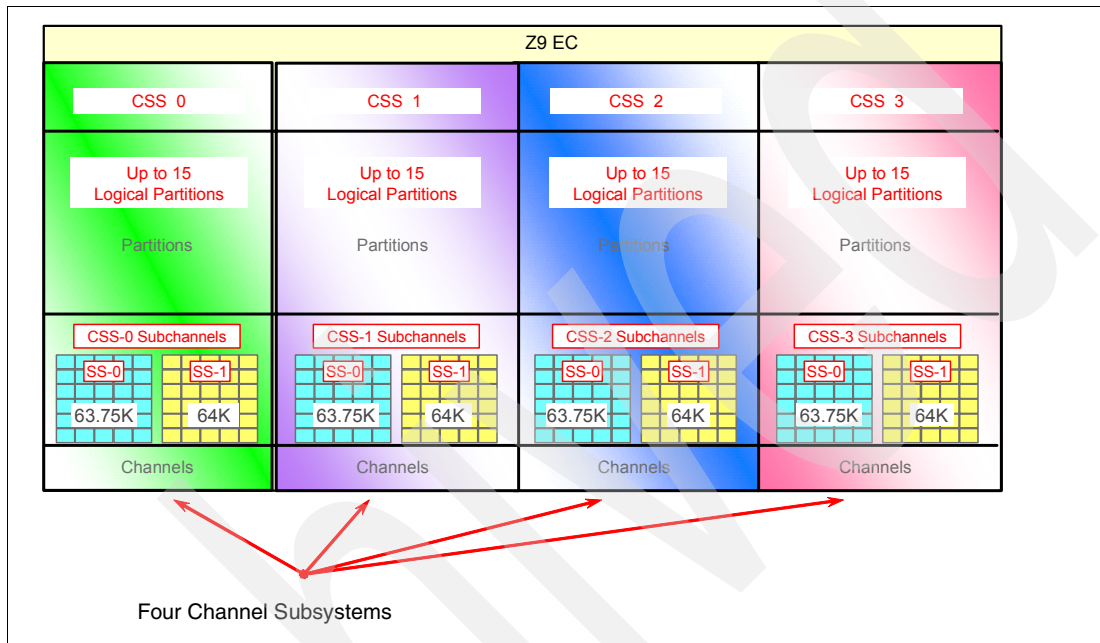 Z9 EC
CSS 0
CSS 1
CSS 2
CSS 3
Up to 15
Logical Partitions
Up to 15
Logical Partitions
Up to 15
Logical Partitions
Up to 15
Logical Partitions
Partitions
Partitions
Partitions
Partitions
CSS-0 Subchannels
CSS-1 Subchannels
CSS-2 Subchannels
CSS-3 Subchannels
SS-0
SS-1
SS-0
SS-1
SS-0
SS-1
SS-0
SS-1
63.75K
64K
63.75K
64K
63.75K
64K
63.75K
64K
Channels
Channels
Channels
Channels
Four Channel Subsystems